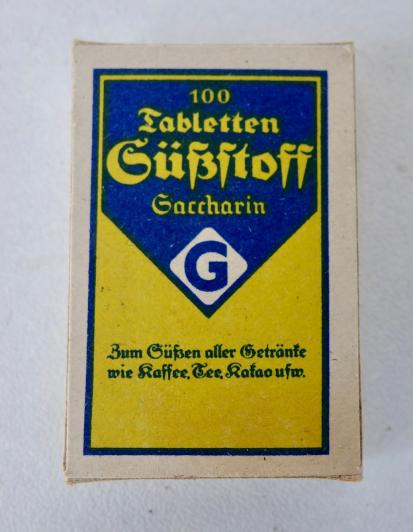 100
Tabletten
Süßstoff
Saccharin
G
Zum Süßen aller Getränke
wie Kaffee, Tee, Kakao usw.